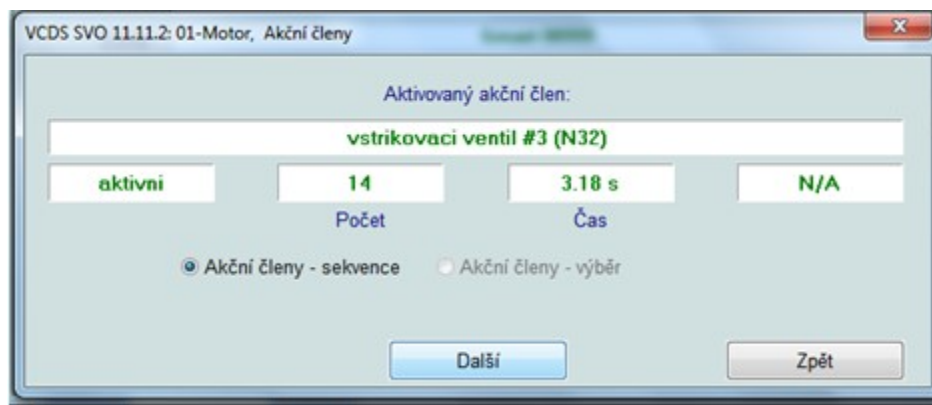 VCDS SVO 11.11.2: 01-Motor, Akční členy
Aktivovaný akční člen:
vstrikovaci ventil #3 (N32)
aktivni 14 3.18 s N/A
Počet Čas
Akční členy - sekvence Akční členy - výběr
Další Zpět